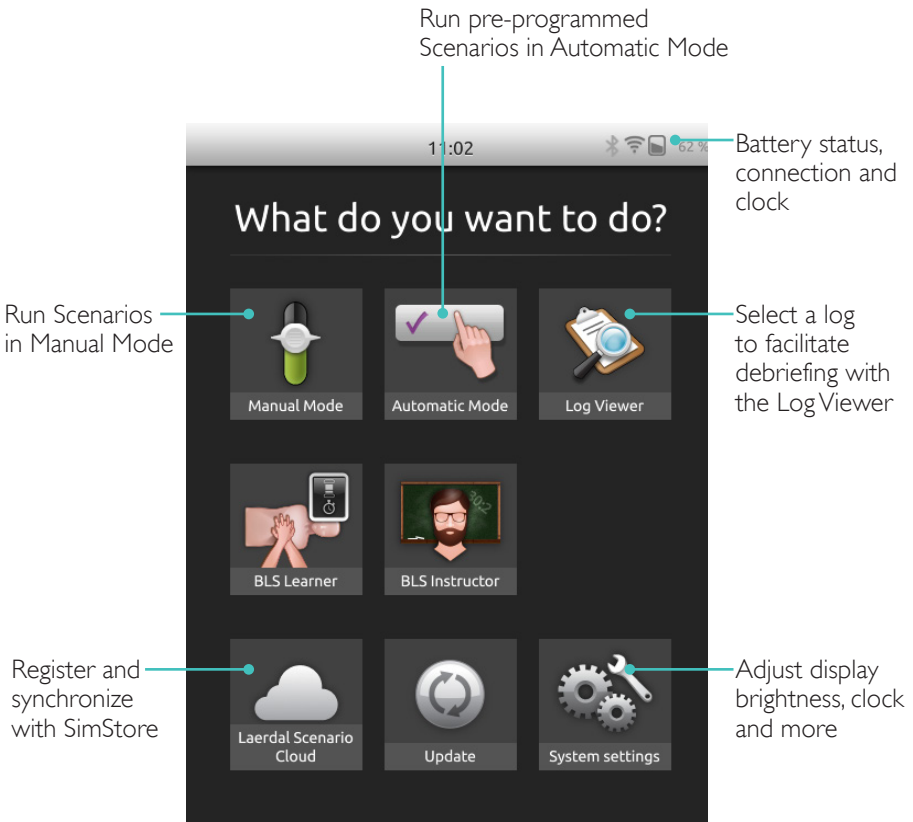 Run pre-programmed
Scenarios in Automatic Mode
11:02
62 %
Battery status,
connection and
clock
What do you want to do?
Run Scenarios
in Manual Mode
Manual Mode
Automatic Mode
Log Viewer
Select a log
to facilitate
debriefing with
the Log Viewer
30:2
BLS Learner
BLS Instructor
Register and
synchronize
with SimStore
Laerdal Scenario
Cloud
Update
System settings
Adjust display
brightness, clock
and more